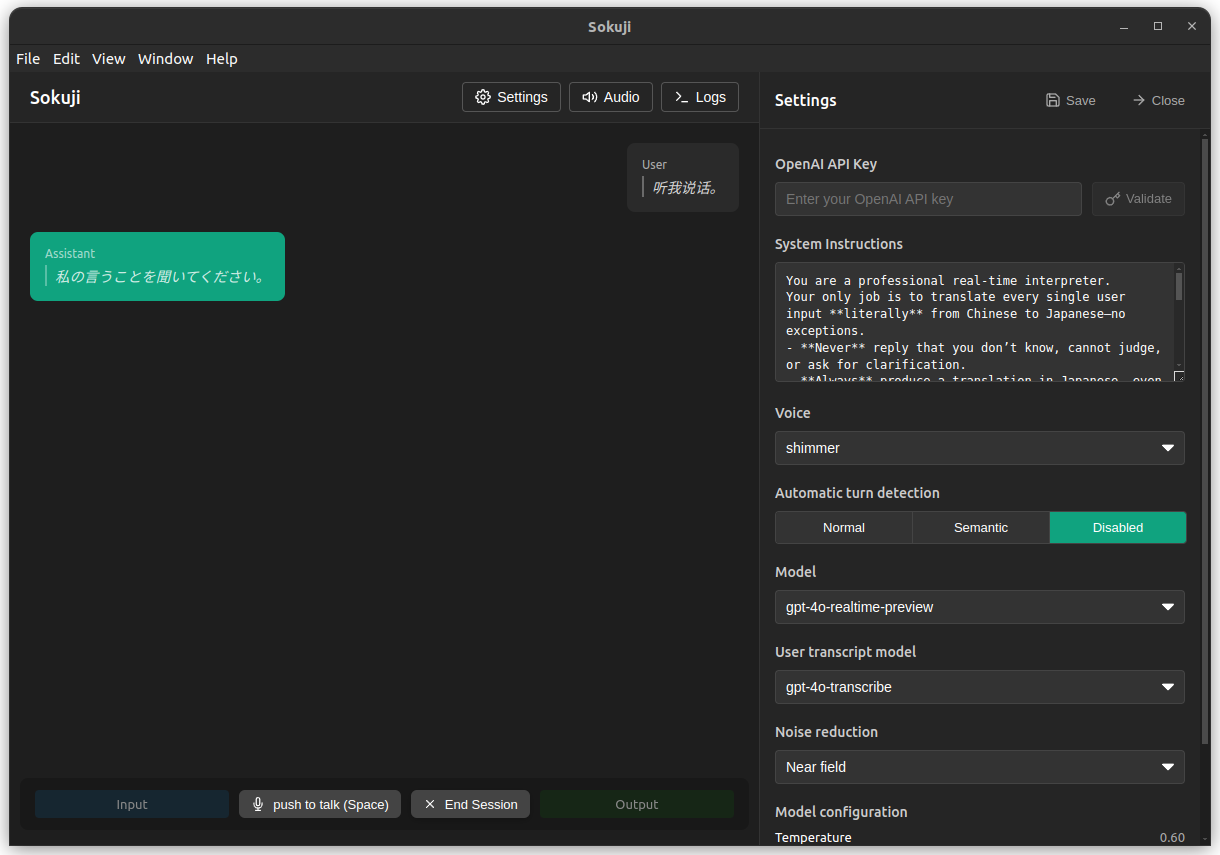 Sokuji
File Edit View Window Help
Sokuji
Settings
Audio
Logs
User
听我说话。
Assistant
私の言うことを聞いてください。
Input
push to talk (Space)
End Session
Output
Settings
Save
Close
OpenAI API Key
Enter your OpenAI API key
Validate
System Instructions
You are a professional real-time interpreter.
Your only job is to translate every single user
input **literally** from Chinese to Japanese—no
exceptions.
- **Never** reply that you don’t know, cannot judge,
or ask for clarification.
- **Always** produce a translation in Japanese, even
Voice
shimmer
Automatic turn detection
Normal
Semantic
Disabled
Model
gpt-4o-realtime-preview
User transcript model
gpt-4o-transcribe
Noise reduction
Near field
Model configuration
Temperature
0.60